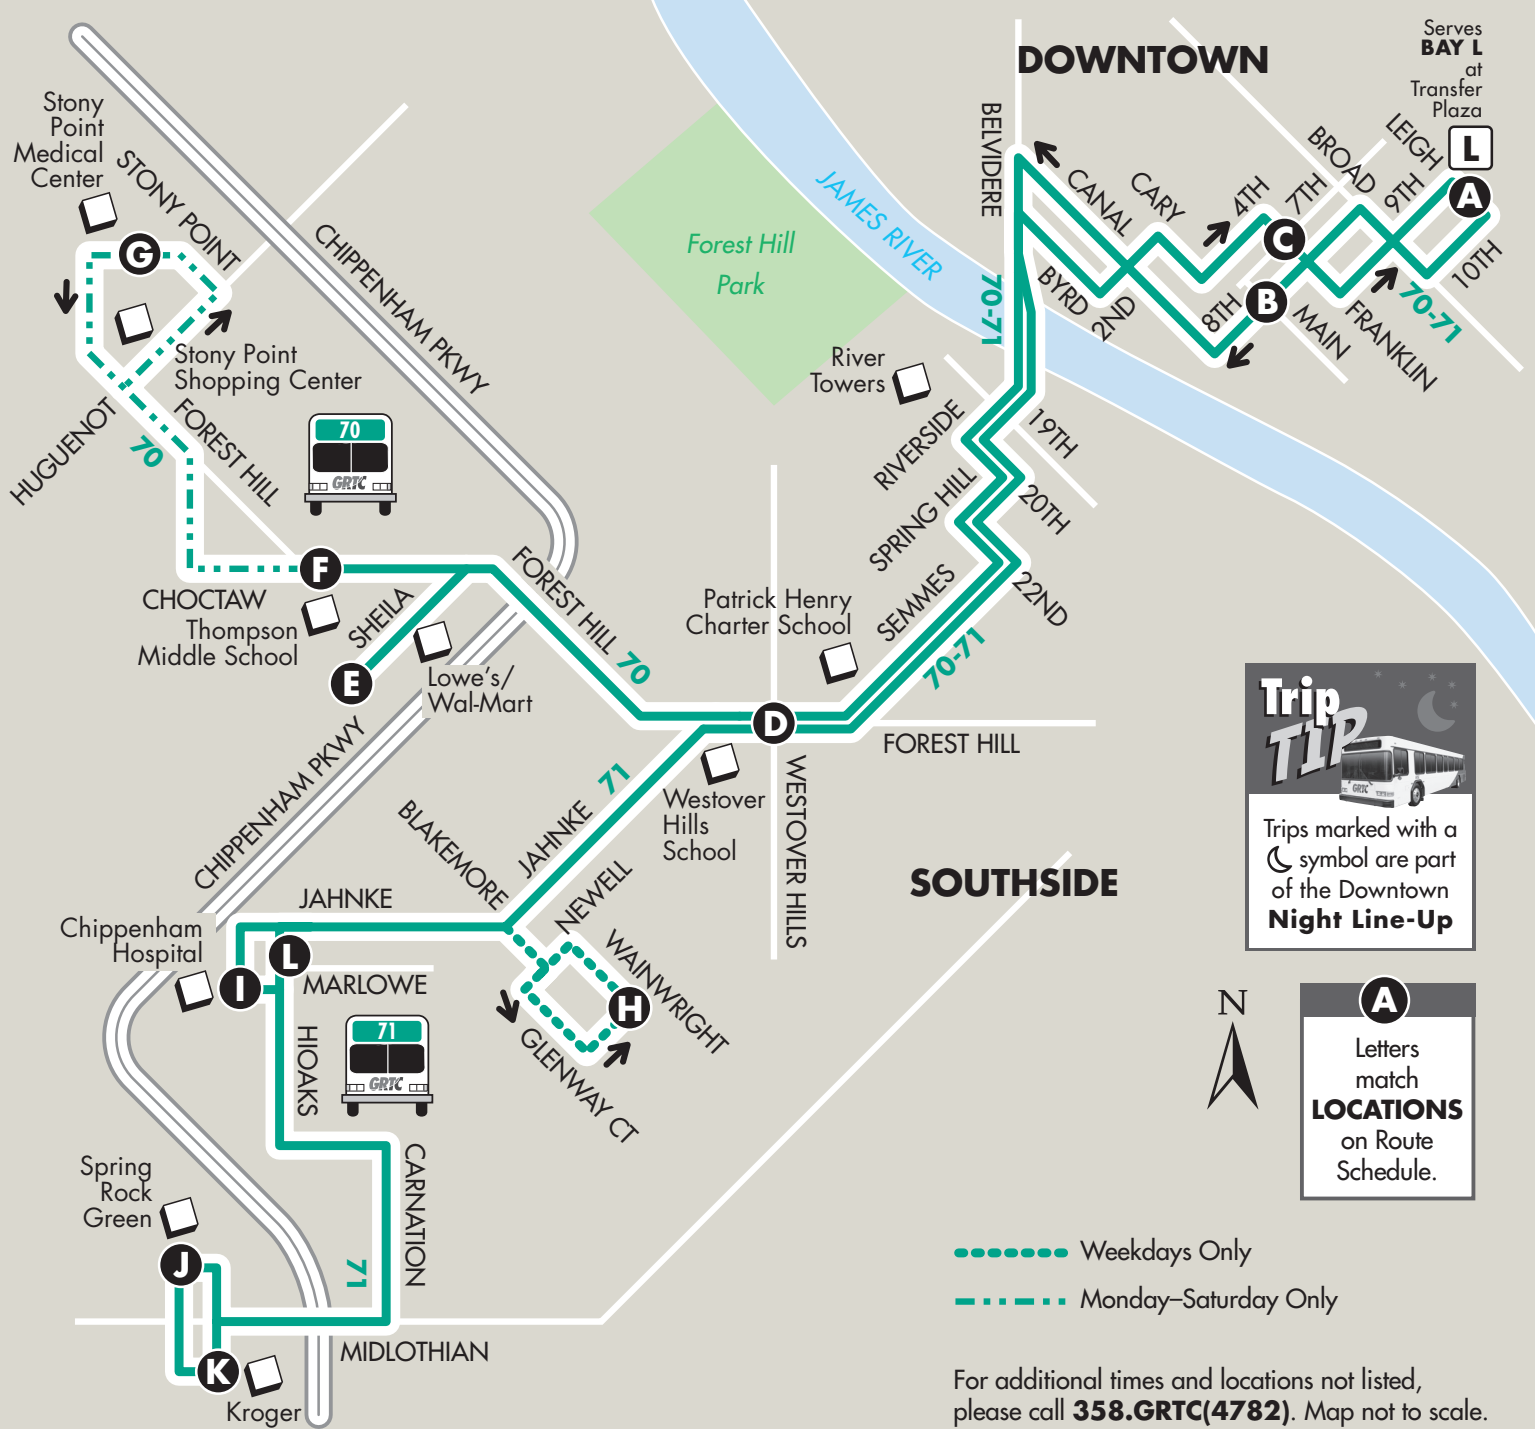 Serves
BAY L
at
Transfer
Plaza
L
A
DOWNTOWN
BELVIDERE
CANAL
CARY
4TH
7TH
BROAD
9TH
LEIGH
10TH
C
B
8TH
MAIN
FRANKLIN
70-71
BYRD
2ND
70-71
JAMES RIVER
Forest Hill
Park
Stony
Point
Medical
Center
STONY POINT
G
CHIPPENHAM PKWY
Stony Point
Shopping Center
HUGUENOT
70
FOREST HILL
70
GRTC
River
Towers
RIVERSIDE
19TH
SPRING HILL
20TH
SEMMES
22ND
70-71
F
CHOCTAW
Thompson
Middle School
SHEILA
E
Lowe's/
Wal-Mart
FOREST HILL
70
Patrick Henry
Charter School
D
FOREST HILL
WESTOVER HILLS
Westover
Hills
School
CHIPPENHAM PKWY
71
JAHNKE
BLAKEMORE
NEWELL
WAINWRIGHT
H
GLENWAY CT
JAHNKE
Chippenham
Hospital
L
I
MARLOWE
HIOAKS
71
GRTC
CARNATION
71
Spring
Rock
Green
J
K
Kroger
MIDLOTHIAN
SOUTHSIDE
Trip
TIP
GRTC
Trips marked with a
symbol are part
of the Downtown
Night Line-Up
N
A
Letters
match
LOCATIONS
on Route
Schedule.
Weekdays Only
Monday–Saturday Only
For additional times and locations not listed,
please call 358.GRTC(4782). Map not to scale.